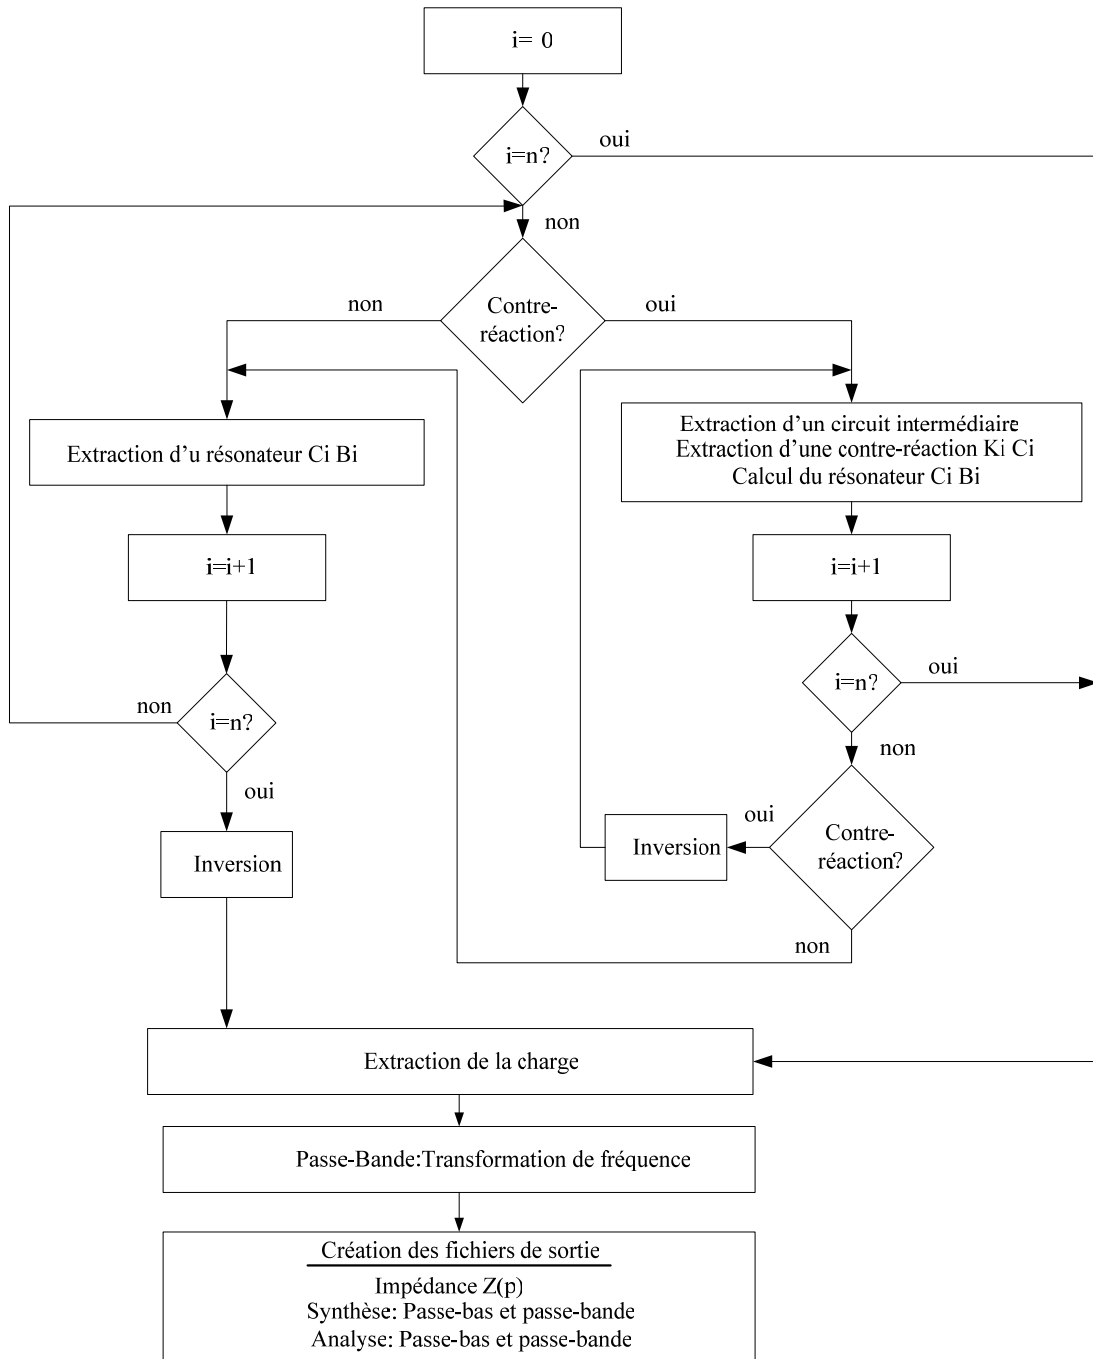 i= 0
i=n?
oui
non
Contre-
réaction?
non
oui
Extraction d'u résonateur Ci Bi
Extraction d'un circuit intermédiaire
Extraction d'une contre-réaction Ki Ci
Calcul du résonateur Ci Bi
i=i+1
i=i+1
i=n?
oui
non
i=n?
non
oui
Contre-
réaction?
oui
non
Inversion
Inversion
Extraction de la charge
Passe-Bande:Transformation de fréquence
Création des fichiers de sortie
Impédance Z(p)
Synthèse: Passe-bas et passe-bande
Analyse: Passe-bas et passe-bande